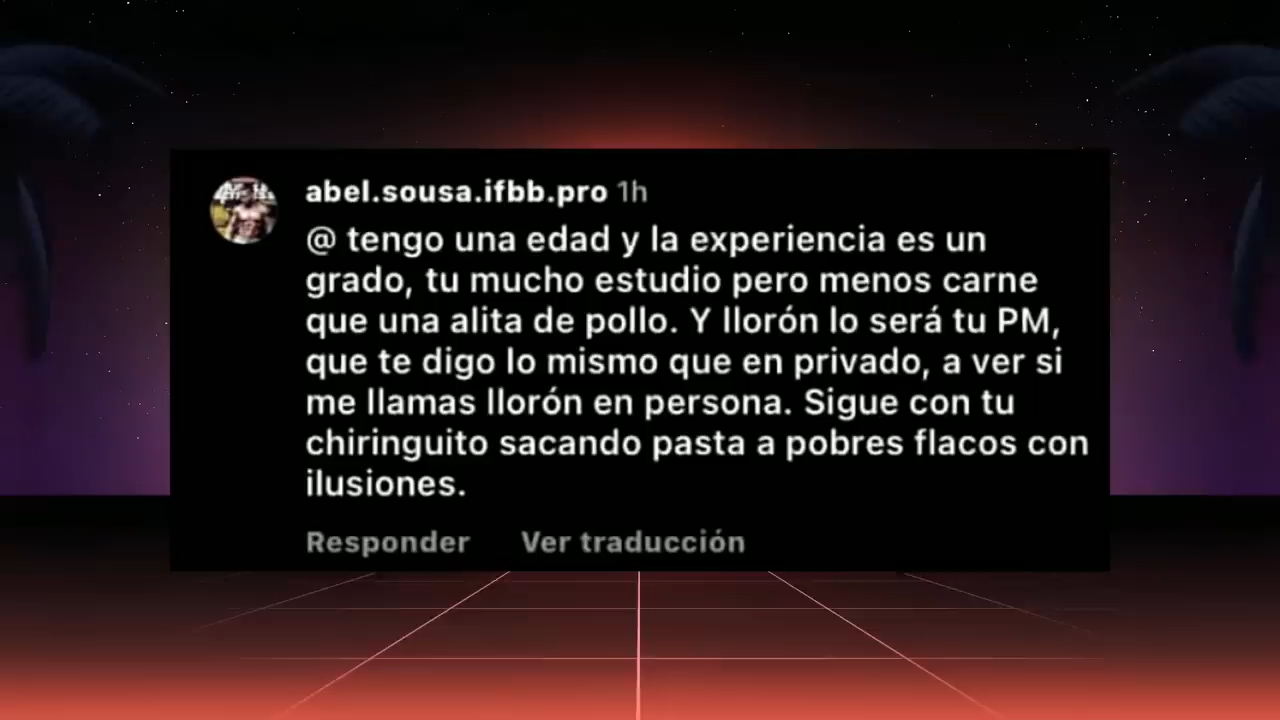 abel.sousa.ifbb.pro 1h
@ tengo una edad y la experiencia es un
grado, tu mucho estudio pero menos carne
que una alita de pollo. Y llorón lo será tu PM,
que te digo lo mismo que en privado, a ver si
me llamas llorón en persona. Sigue con tu
chiringuito sacando pasta a pobres flacos con
ilusiones.
Responder Ver traducción